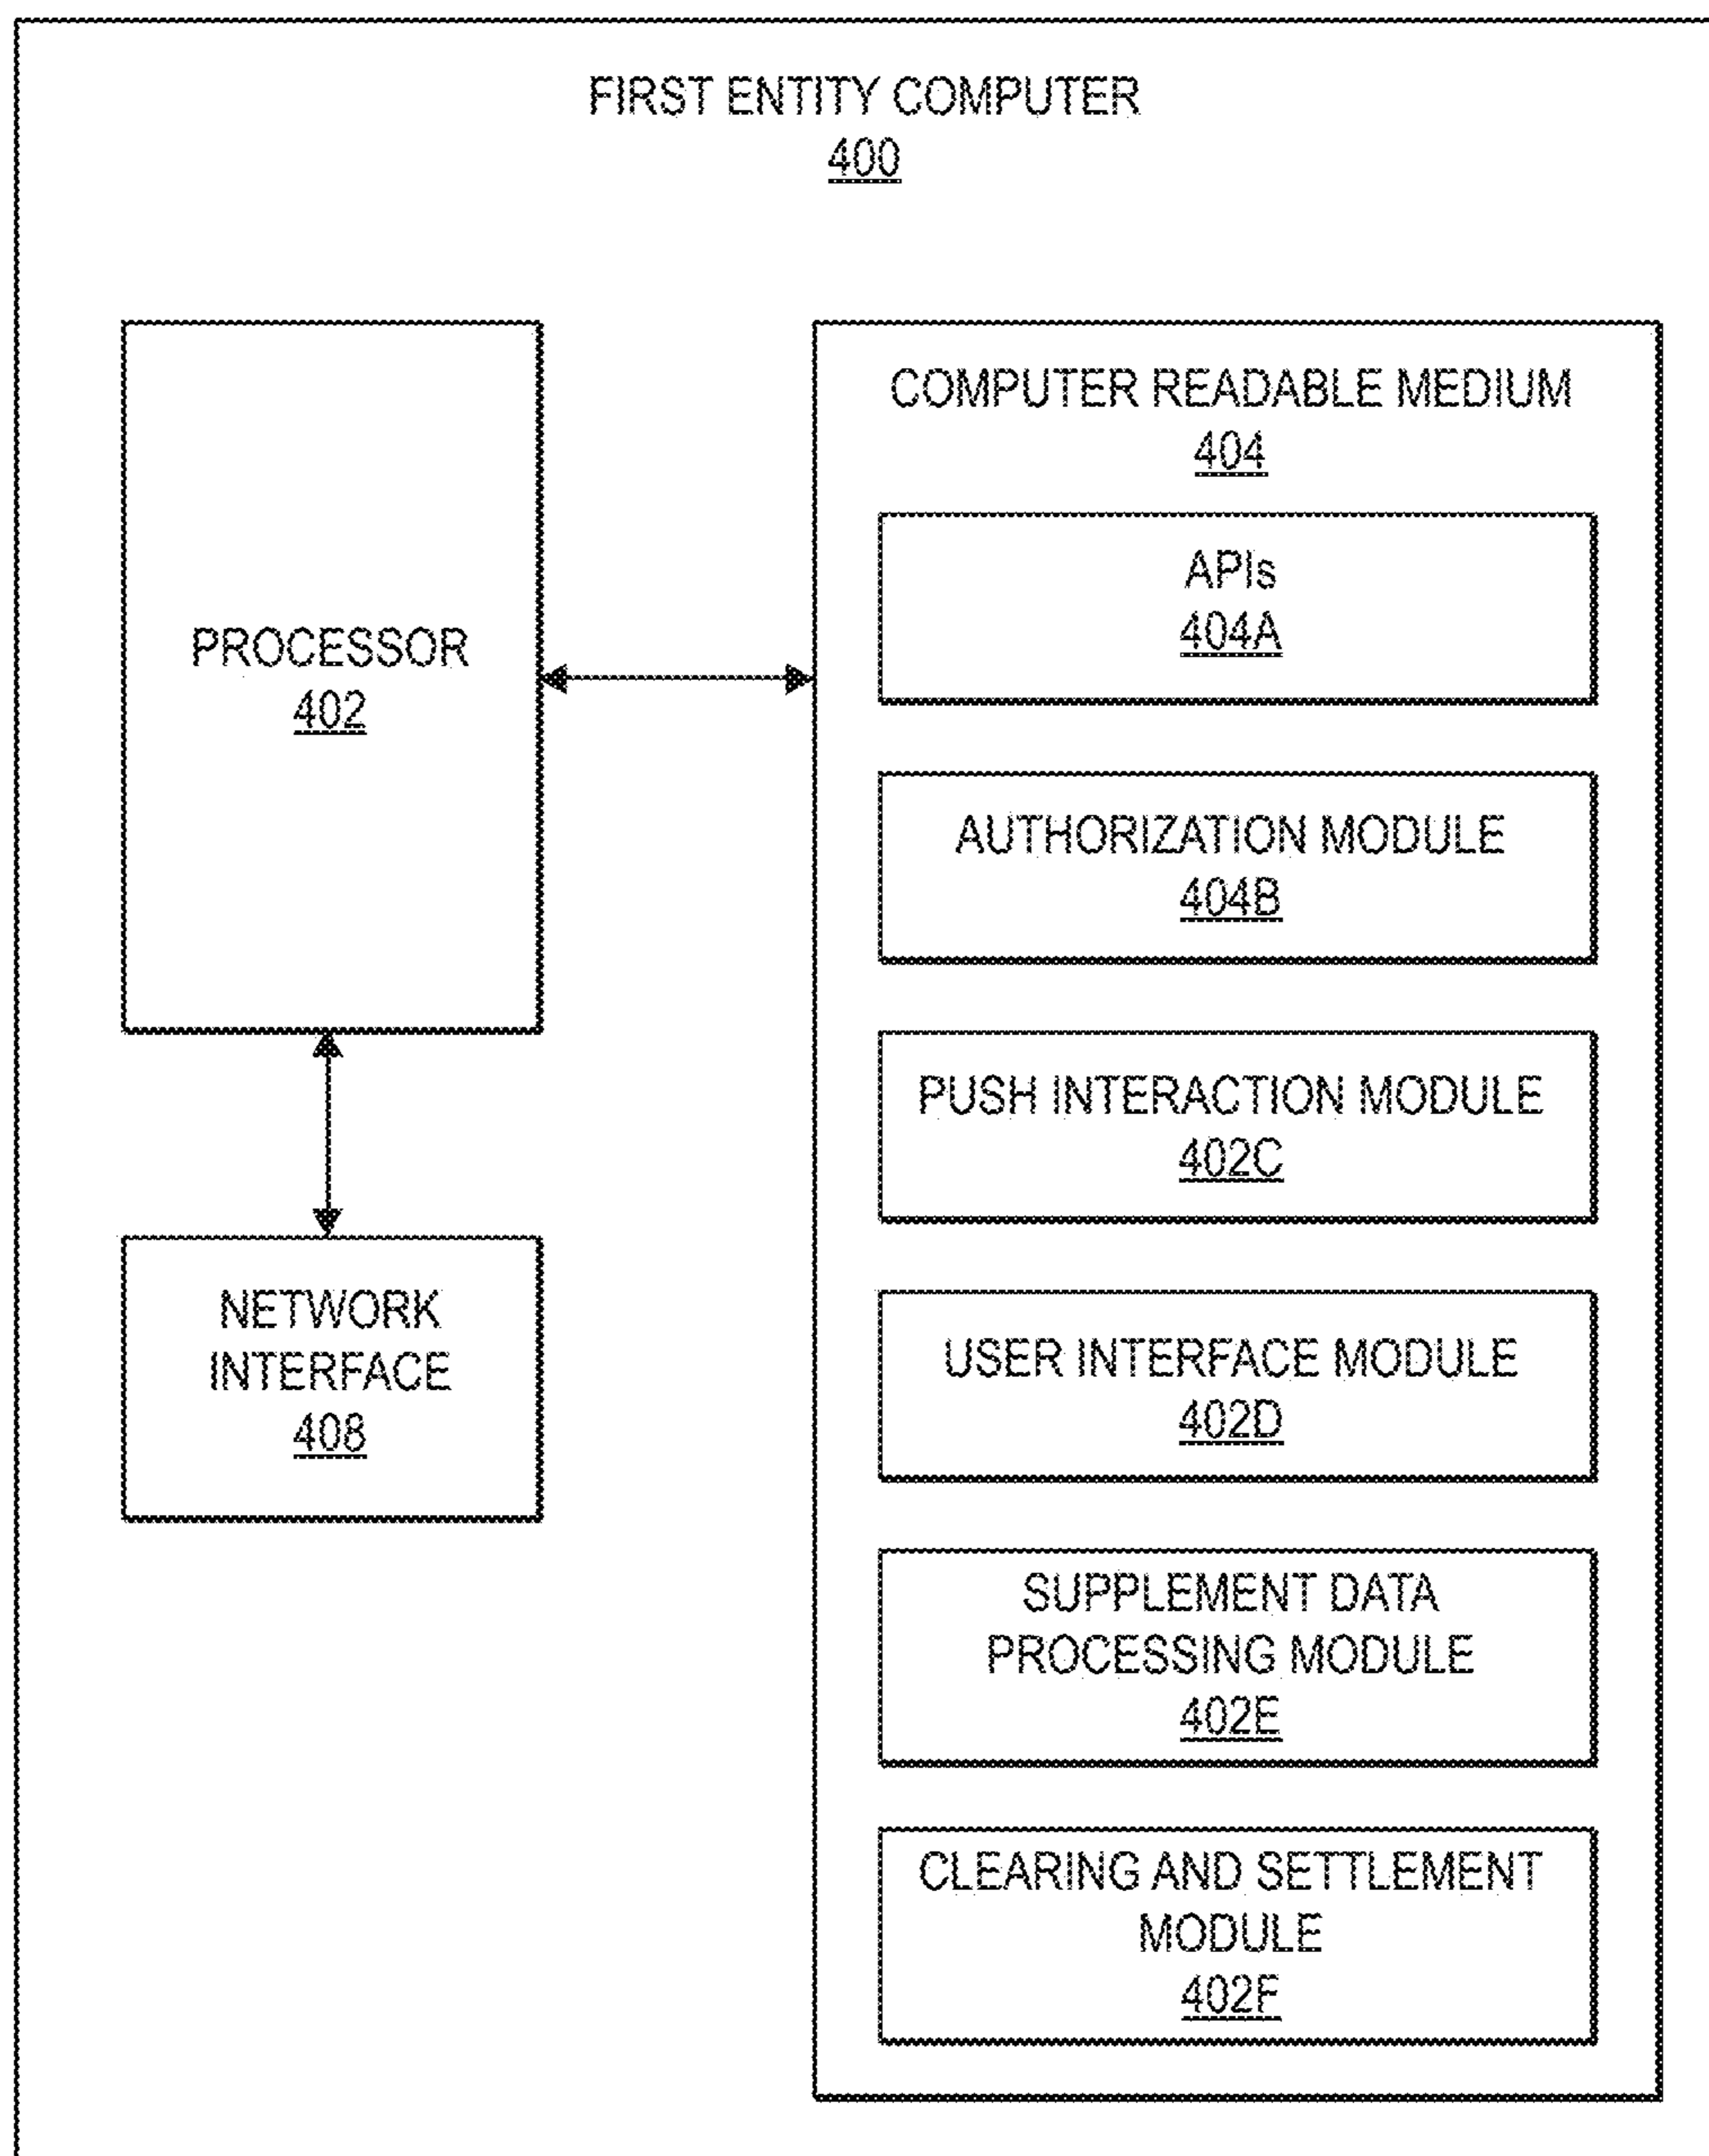 FIRST ENTITY COMPUTER
400
PROCESSOR
402
NETWORK
INTERFACE
408
COMPUTER READABLE MEDIUM
404
APIs
404A
AUTHORIZATION MODULE
404B
PUSH INTERACTION MODULE
402C
USER INTERFACE MODULE
402D
SUPPLEMENT DATA
PROCESSING MODULE
402E
CLEARING AND SETTLEMENT
MODULE
402F